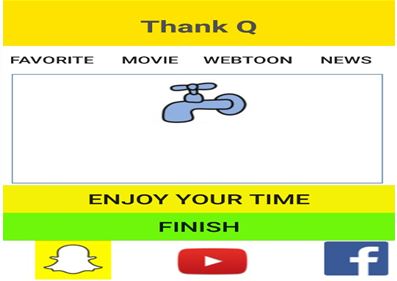 Thank Q
FAVORITE MOVIE WEBTOON NEWS
ENJOY YOUR TIME
FINISH